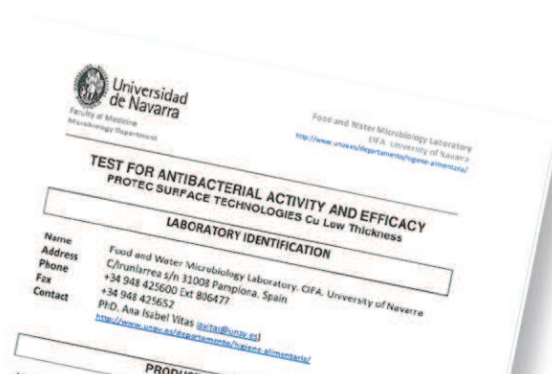 Universidad
de Navarra
Faculty of Medicine
Microbiology Department
Food and Water Microbiology Laboratory
CIFA. University of Navarra
http://www.unav.es/departamento/higiene-alimentaria/
TEST FOR ANTIBACTERIAL ACTIVITY AND EFFICACY
PROTEC SURFACE TECHNOLOGIES Cu Low Thickness
LABORATORY IDENTIFICATION
Name Food and Water Microbiology Laboratory. CIFA. University of Navarra
Address C/Irunlarrea s/n 31008 Pamplona. Spain
Phone +34 948 425600 Ext 806477
Fax +34 948 425652
Contact PhD. Ana Isabel Vitas (avitas@unav.es)
http://www.unav.es/departamento/higiene-alimentaria/